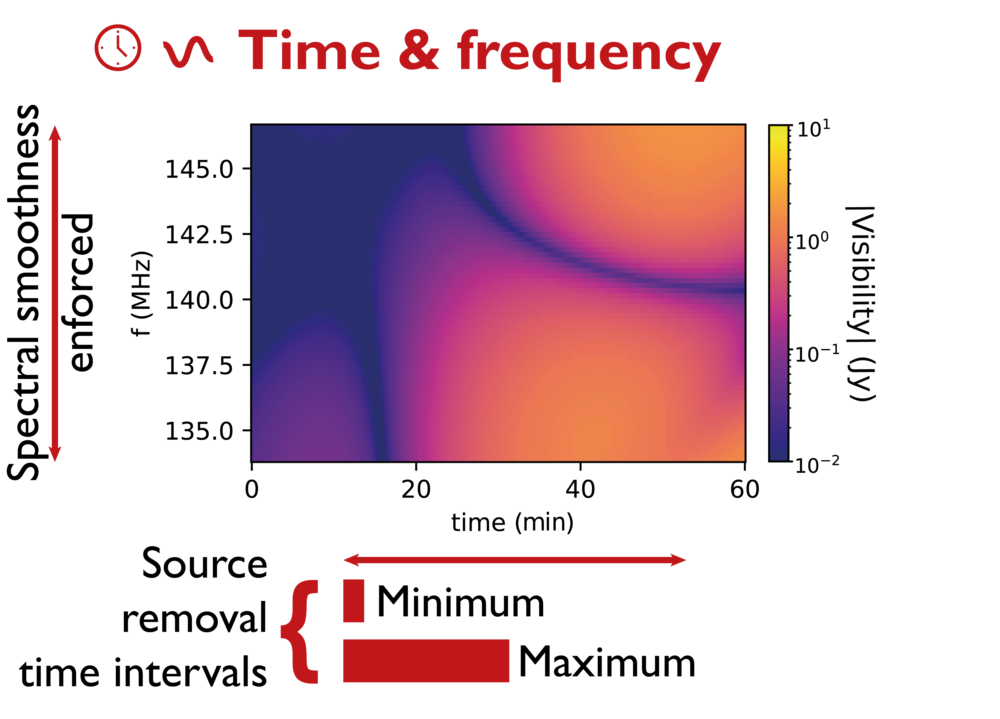 Time & frequency
Spectral smoothness
enforced
f (MHz)
145.0
142.5
140.0
137.5
135.0
0 20 40 60
time (min)
10¹
10⁰
10⁻¹
10⁻²
|Visibility| (Jy)
Source
removal
time intervals
Minimum
Maximum